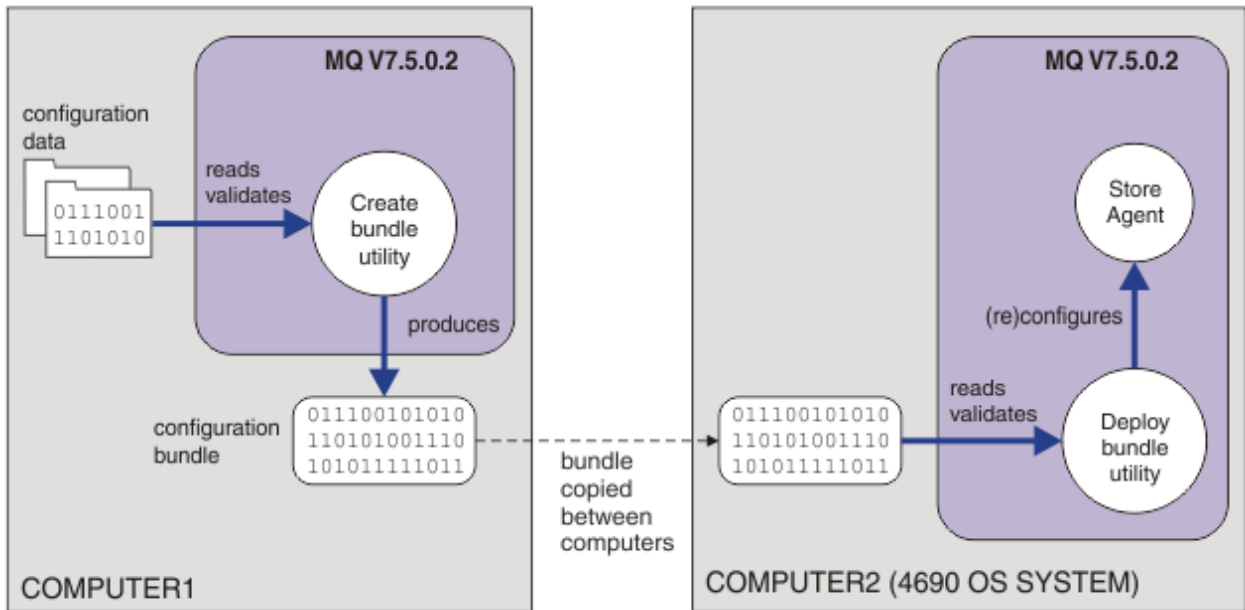 MQ V7.5.0.2
configuration
data
0111001
1101010
reads
validates
Create
bundle
utility
produces
configuration
bundle
011100101010
110101001110
101011111011
COMPUTER1
bundle
copied
between
computers
MQ V7.5.0.2
Store
Agent
(re)configures
reads
validates
011100101010
110101001110
101011111011
Deploy
bundle
utility
COMPUTER2 (4690 OS SYSTEM)